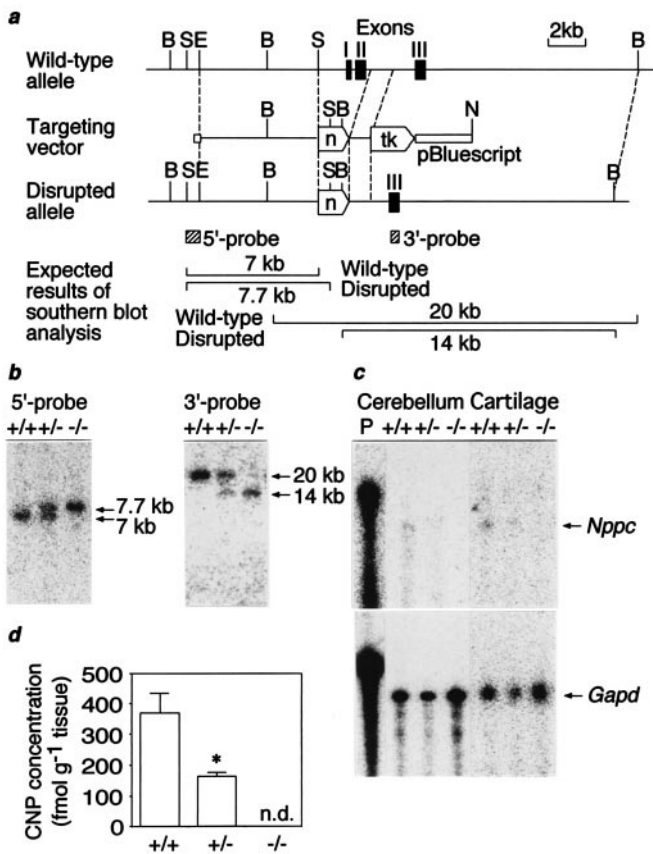 a
Exons
2kb
B S E B S I II III B
Wild-type allele
B SB N
Targeting vector
n tk
pBluescript
B S E B SB III B
Disrupted allele
n
5'-probe 3'-probe
Expected results of southern blot analysis
7 kb Wild-type
7.7 kb Disrupted
Wild-type 20 kb
Disrupted 14 kb
b
5'-probe 3'-probe
+/+ +/- -/- +/+ +/- -/-
7.7 kb
7 kb
20 kb
14 kb
c
Cerebellum Cartilage
P +/+ +/- -/- +/+ +/- -/-
Nppc
Gapd
d
CNP concentration
(fmol g-1 tissue)
500
400
300
200
100
0
*
n.d.
+/+ +/- -/-